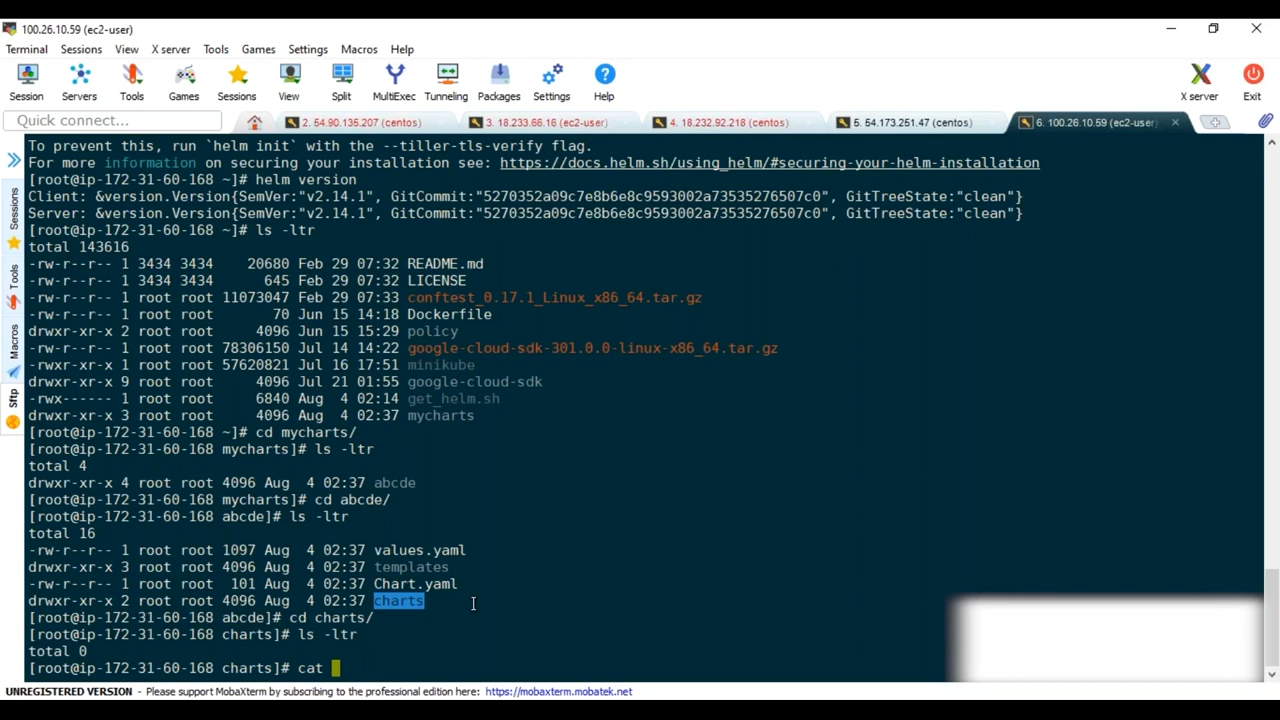 100.26.10.59 (ec2-user)
Terminal Sessions View X server Tools Games Settings Macros Help
Session Servers Tools Games Sessions View Split MultiExec Tunneling Packages Settings Help X server Exit
Quick connect... 2. 54.90.135.207 (centos) 3. 18.233.66.16 (ec2-user) 4. 18.232.92.218 (centos) 5. 54.173.251.47 (centos) 6. 100.26.10.59 (ec2-user)
Sessions
Tools
Macros
Sftp
To prevent this, run `helm init` with the --tiller-tls-verify flag.
For more information on securing your installation see: https://docs.helm.sh/using_helm/#securing-your-helm-installation
[root@ip-172-31-60-168 ~]# helm version
Client: &version.Version{SemVer:"v2.14.1", GitCommit:"5270352a09c7e8b6e8c9593002a73535276507c0", GitTreeState:"clean"}
Server: &version.Version{SemVer:"v2.14.1", GitCommit:"5270352a09c7e8b6e8c9593002a73535276507c0", GitTreeState:"clean"}
[root@ip-172-31-60-168 ~]# ls -ltr
total 143616
-rw-r--r-- 1 3434 3434    20680 Feb 29 07:32 README.md
-rw-r--r-- 1 3434 3434      645 Feb 29 07:32 LICENSE
-rw-r--r-- 1 root root 11073047 Feb 29 07:33 conftest_0.17.1_Linux_x86_64.tar.gz
-rw-r--r-- 1 root root       70 Jun 15 14:18 Dockerfile
drwxr-xr-x 2 root root     4096 Jun 15 15:29 policy
-rw-r--r-- 1 root root 78306150 Jul 14 14:22 google-cloud-sdk-301.0.0-linux-x86_64.tar.gz
-rwxr-xr-x 1 root root 57620821 Jul 16 17:51 minikube
drwxr-xr-x 9 root root     4096 Jul 21 01:55 google-cloud-sdk
-rwx------ 1 root root     6840 Aug  4 02:14 get_helm.sh
drwxr-xr-x 3 root root     4096 Aug  4 02:37 mycharts
[root@ip-172-31-60-168 ~]# cd mycharts/
[root@ip-172-31-60-168 mycharts]# ls -ltr
total 4
drwxr-xr-x 4 root root 4096 Aug  4 02:37 abcde
[root@ip-172-31-60-168 mycharts]# cd abcde/
[root@ip-172-31-60-168 abcde]# ls -ltr
total 16
-rw-r--r-- 1 root root 1097 Aug  4 02:37 values.yaml
drwxr-xr-x 3 root root 4096 Aug  4 02:37 templates
-rw-r--r-- 1 root root  101 Aug  4 02:37 Chart.yaml
drwxr-xr-x 2 root root 4096 Aug  4 02:37 charts
[root@ip-172-31-60-168 abcde]# cd charts/
[root@ip-172-31-60-168 charts]# ls -ltr
total 0
[root@ip-172-31-60-168 charts]# cat
UNREGISTERED VERSION - Please support MobaXterm by subscribing to the professional edition here: https://mobaxterm.mobatek.net